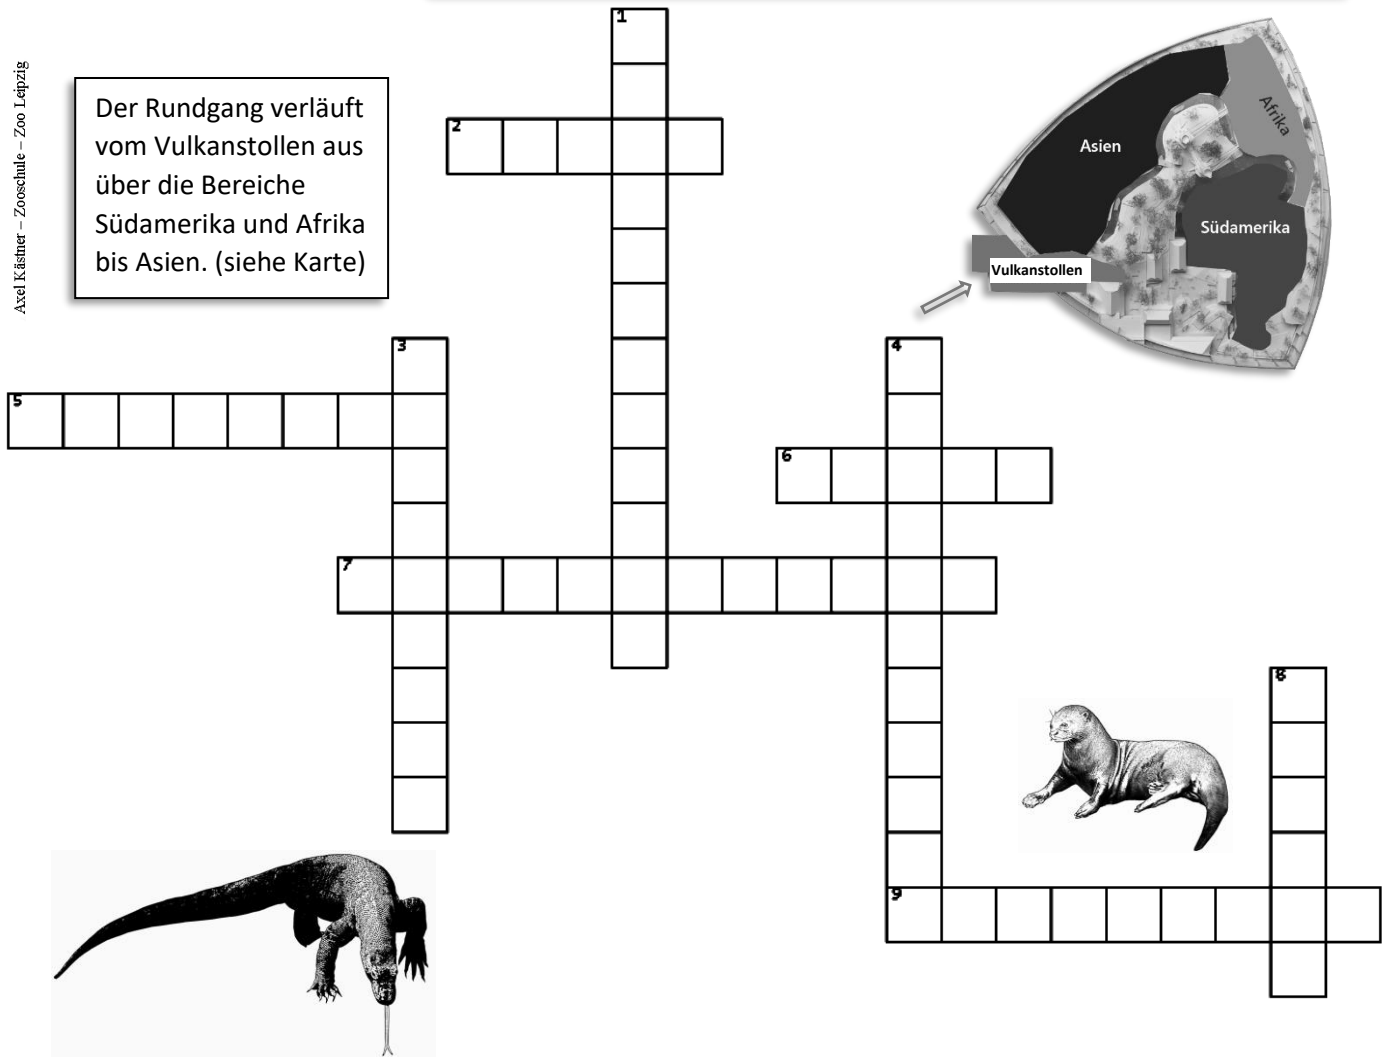 Axel Kästner – Zooschule – Zoo Leipzig
Der Rundgang verläuft
vom Vulkanstollen aus
über die Bereiche
Südamerika und Afrika
bis Asien. (siehe Karte)
Asien
Afrika
Südamerika
Vulkanstollen
1
2
3
4
5
6
7
8
9